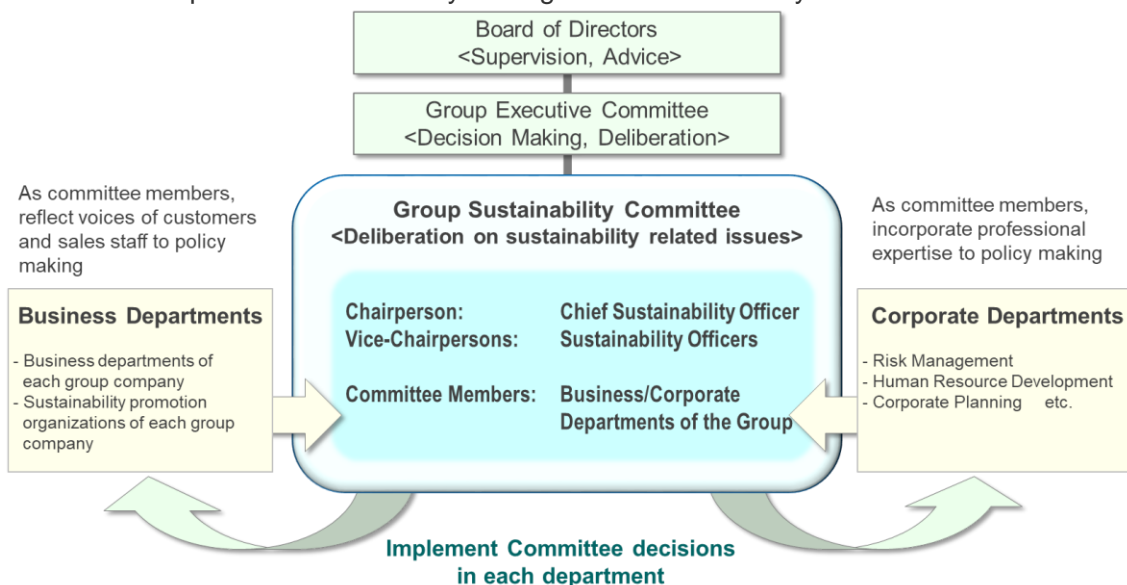 Board of Directors
<Supervision, Advice>
Group Executive Committee
<Decision Making, Deliberation>
As committee members,
reflect voices of customers
and sales staff to policy
making
Business Departments
- Business departments of
each group company
- Sustainability promotion
organizations of each group
company
Group Sustainability Committee
<Deliberation on sustainability related issues>
Chairperson: Chief Sustainability Officer
Vice-Chairpersons: Sustainability Officers
Committee Members: Business/Corporate
Departments of the Group
As committee members,
incorporate professional
expertise to policy making
Corporate Departments
- Risk Management
- Human Resource Development
- Corporate Planning etc.
Implement Committee decisions
in each department